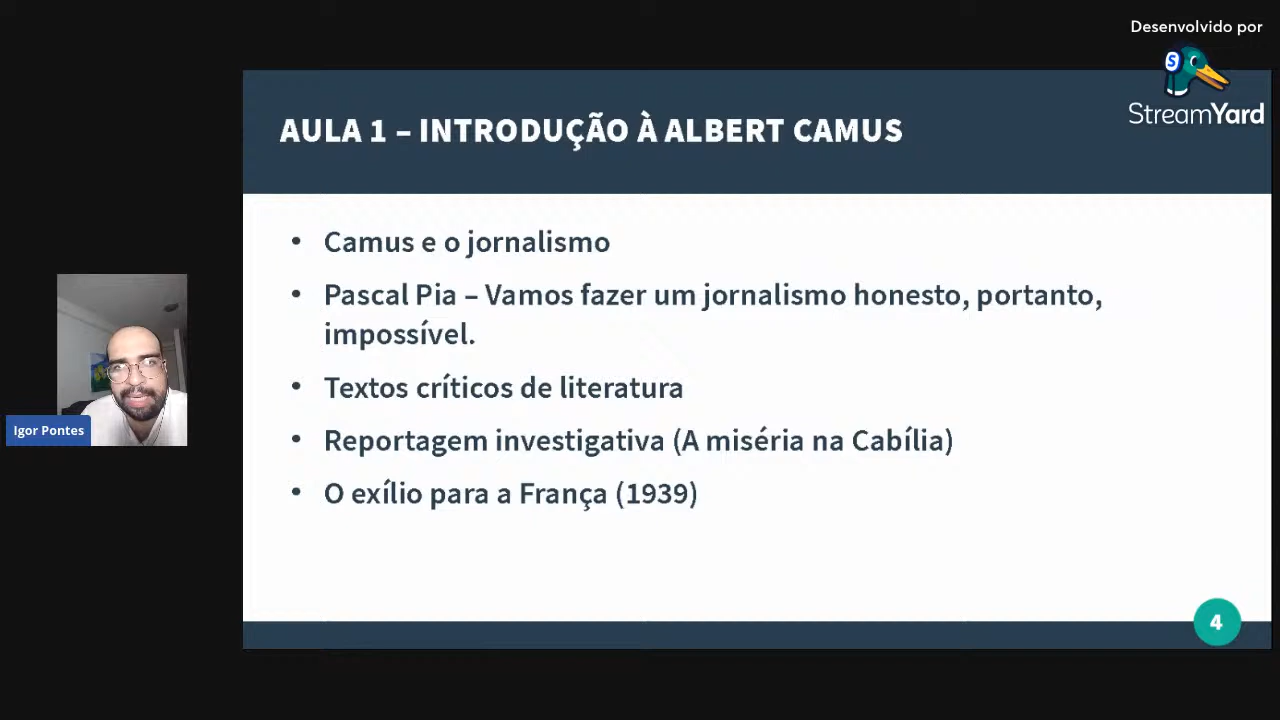 Desenvolvido por
StreamYard
AULA 1 – INTRODUÇÃO À ALBERT CAMUS
• Camus e o jornalismo
• Pascal Pia – Vamos fazer um jornalismo honesto, portanto,
impossível.
• Textos críticos de literatura
• Reportagem investigativa (A miséria na Cabília)
• O exílio para a França (1939)
Igor Pontes
4